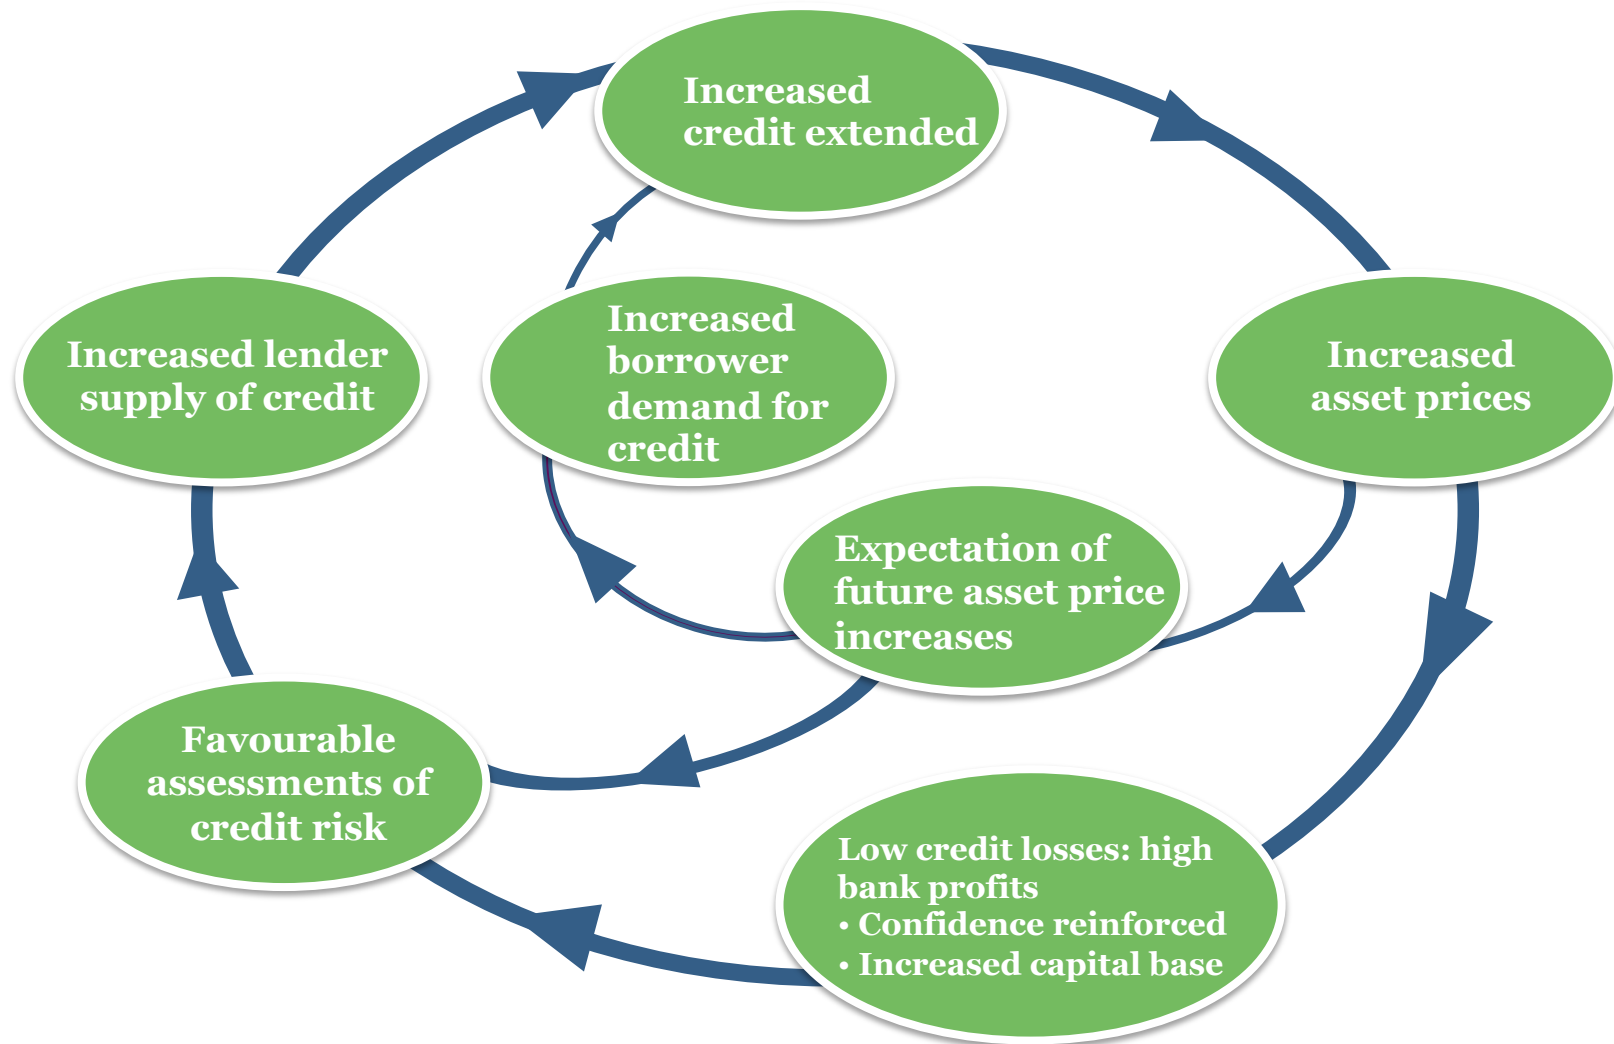 Increased
credit extended
Increased lender
supply of credit
Increased
borrower
demand for
credit
Increased
asset prices
Expectation of
future asset price
increases
Favourable
assessments of
credit risk
Low credit losses: high
bank profits
• Confidence reinforced
• Increased capital base